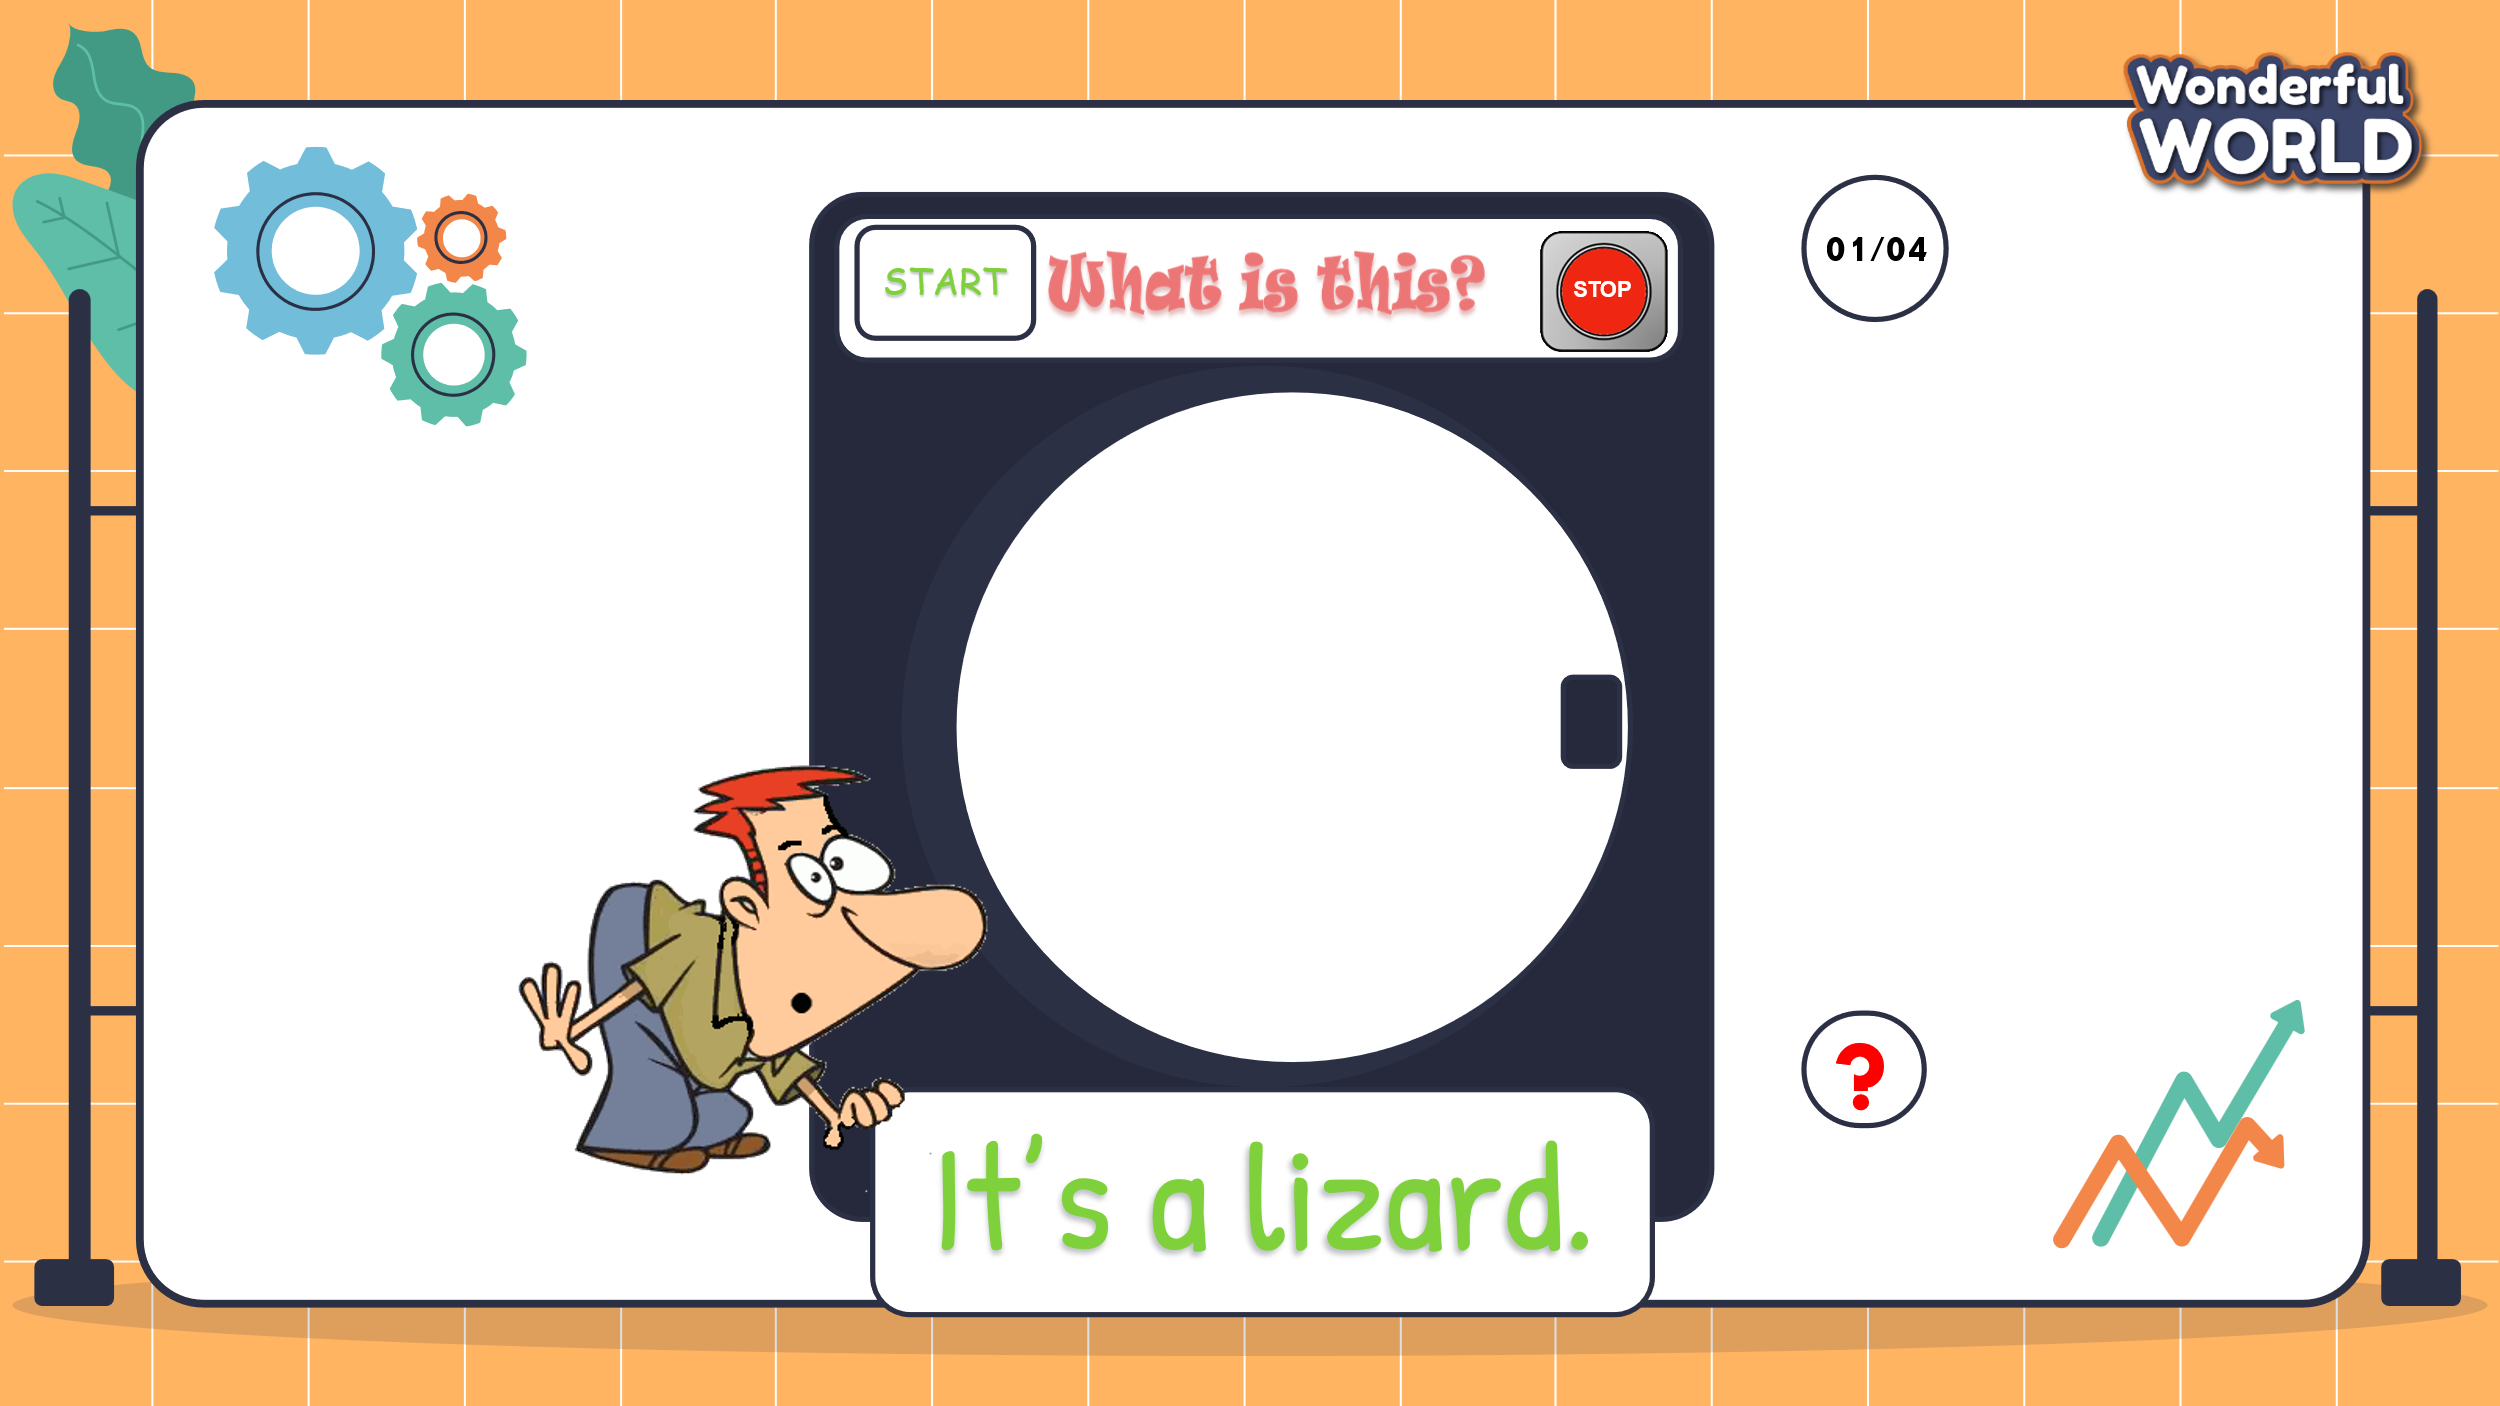 Wonderful
WORLD
START What is this? STOP
01/04
?
It's a lizard.